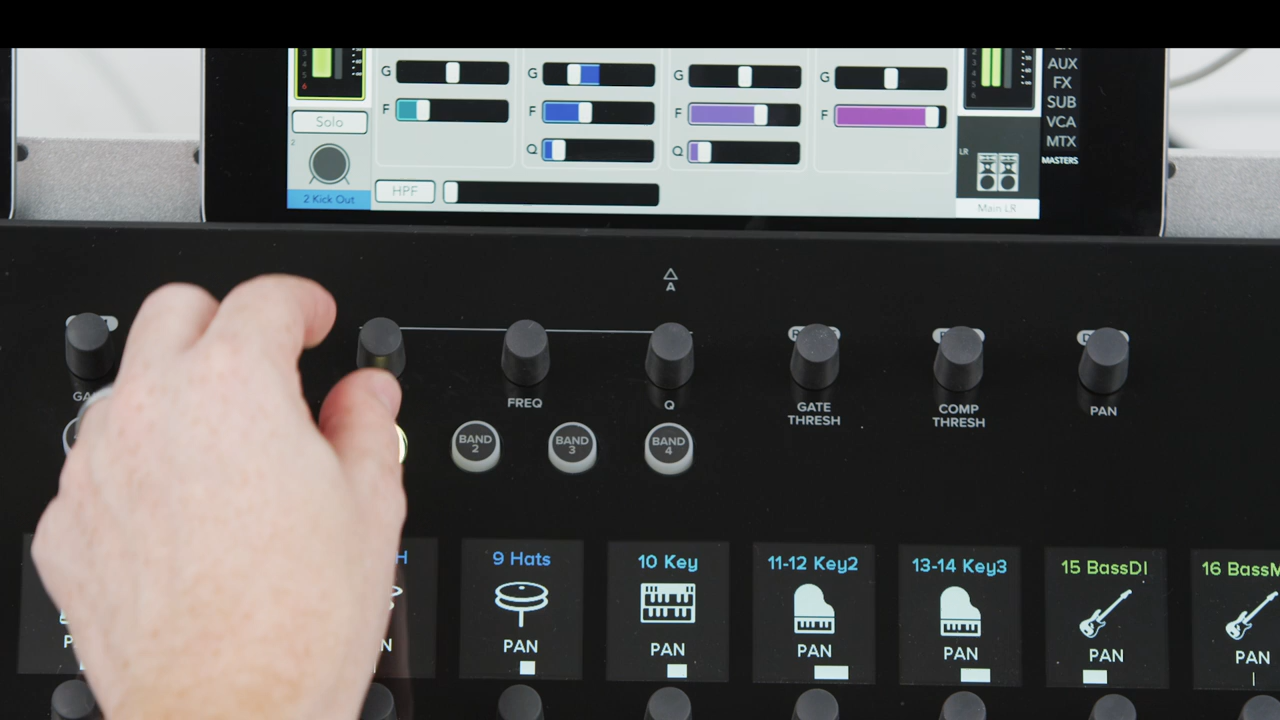 G
G
G
G
AUX
F
F
F
F
FX
SUB
Solo
VCA
Q
Q
MTX
2
LR
MASTERS
HPF
2 Kick Out
Main LR
A
FREQ
Q
GATE
THRESH
COMP
THRESH
PAN
BAND
2
BAND
3
BAND
4
9 Hats
10 Key
11-12 Key2
13-14 Key3
15 BassDI
PAN
PAN
PAN
PAN
PAN
PAN